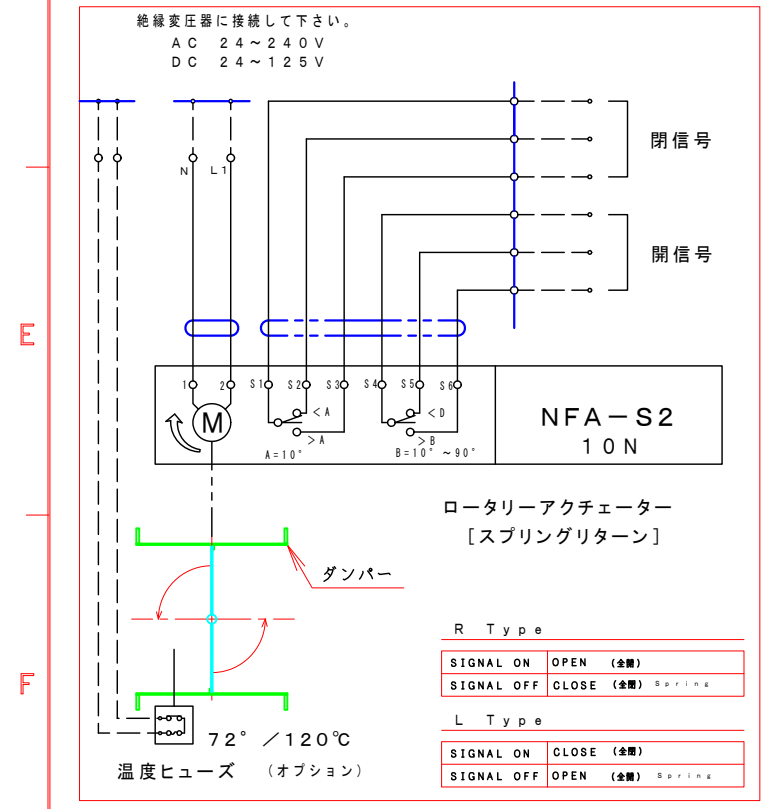 絶縁変圧器に接続して下さい。
AC 24~240V
DC 24~125V
閉信号
N L1
開信号
E
1 2 S1 S2 S3 S4 S5 S6
M
<A
>A
A=10°
<D
>B
B=10° ~90°
NFA-S2
10N
ロータリーアクチェーター
[スプリングリターン]
ダンパー
R Type
SIGNAL ON OPEN (全開)
SIGNAL OFF CLOSE (全閉) Spring
F
L Type
SIGNAL ON CLOSE (全閉)
SIGNAL OFF OPEN (全開) Spring
72° /120℃
温度ヒューズ (オプション)